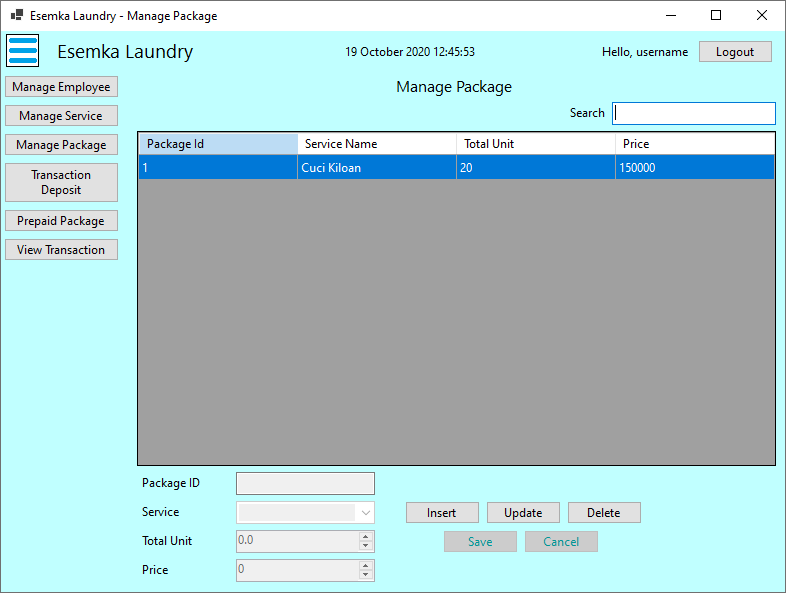 Esemka Laundry - Manage Package
Esemka Laundry
19 October 2020 12:45:53
Hello, username
Logout
Manage Employee
Manage Service
Manage Package
Transaction
Deposit
Prepaid Package
View Transaction
Manage Package
Search
Package Id Service Name Total Unit Price
1 Cuci Kiloan 20 150000
Package ID
Service
Total Unit 0.0
Price 0
Insert Update Delete
Save Cancel